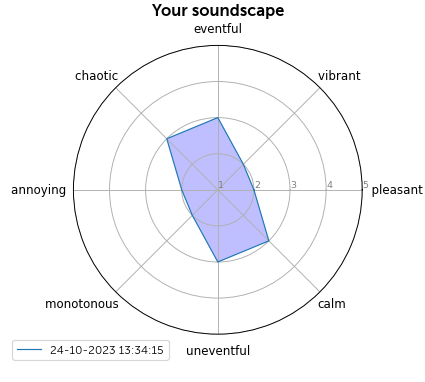 Your soundscape
eventful
chaotic
vibrant
annoying
1
2
3
4
5
pleasant
monotonous
calm
uneventful
24-10-2023 13:34:15